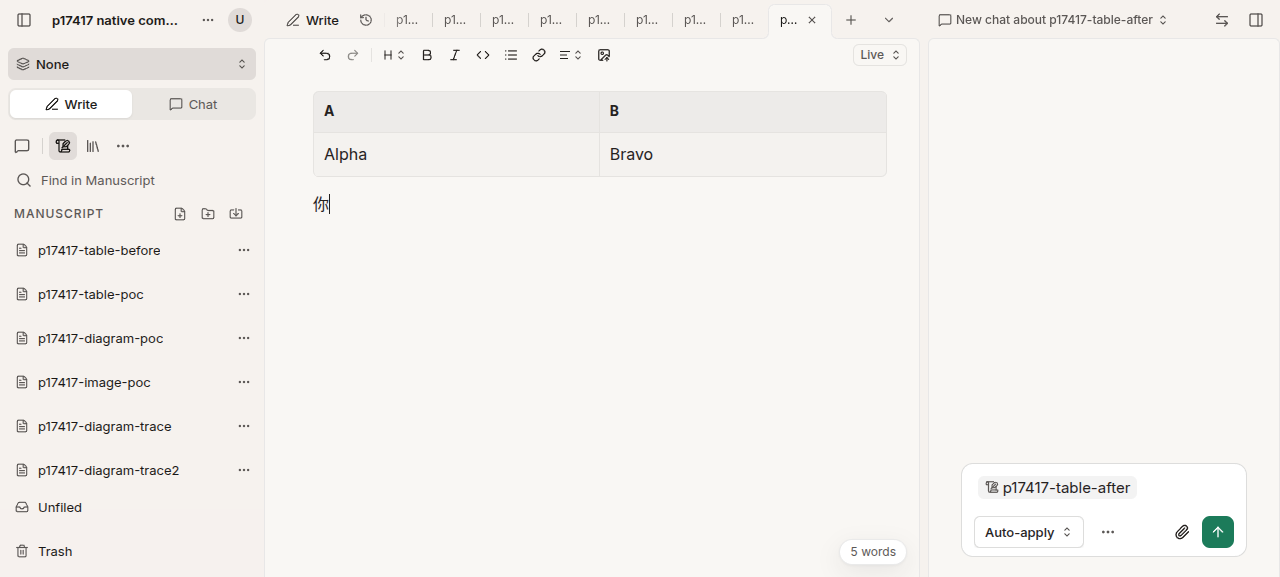 p17417 native com...
U
None
Write
Chat
Find in Manuscript
MANUSCRIPT
p17417-table-before
p17417-table-poc
p17417-diagram-poc
p17417-image-poc
p17417-diagram-trace
p17417-diagram-trace2
Unfiled
Trash
Write
p1...
p1...
p1...
p1...
p1...
p1...
p1...
p1...
p...
H
B
I
Live
A
B
Alpha
Bravo
你
5 words
New chat about p17417-table-after
p17417-table-after
Auto-apply